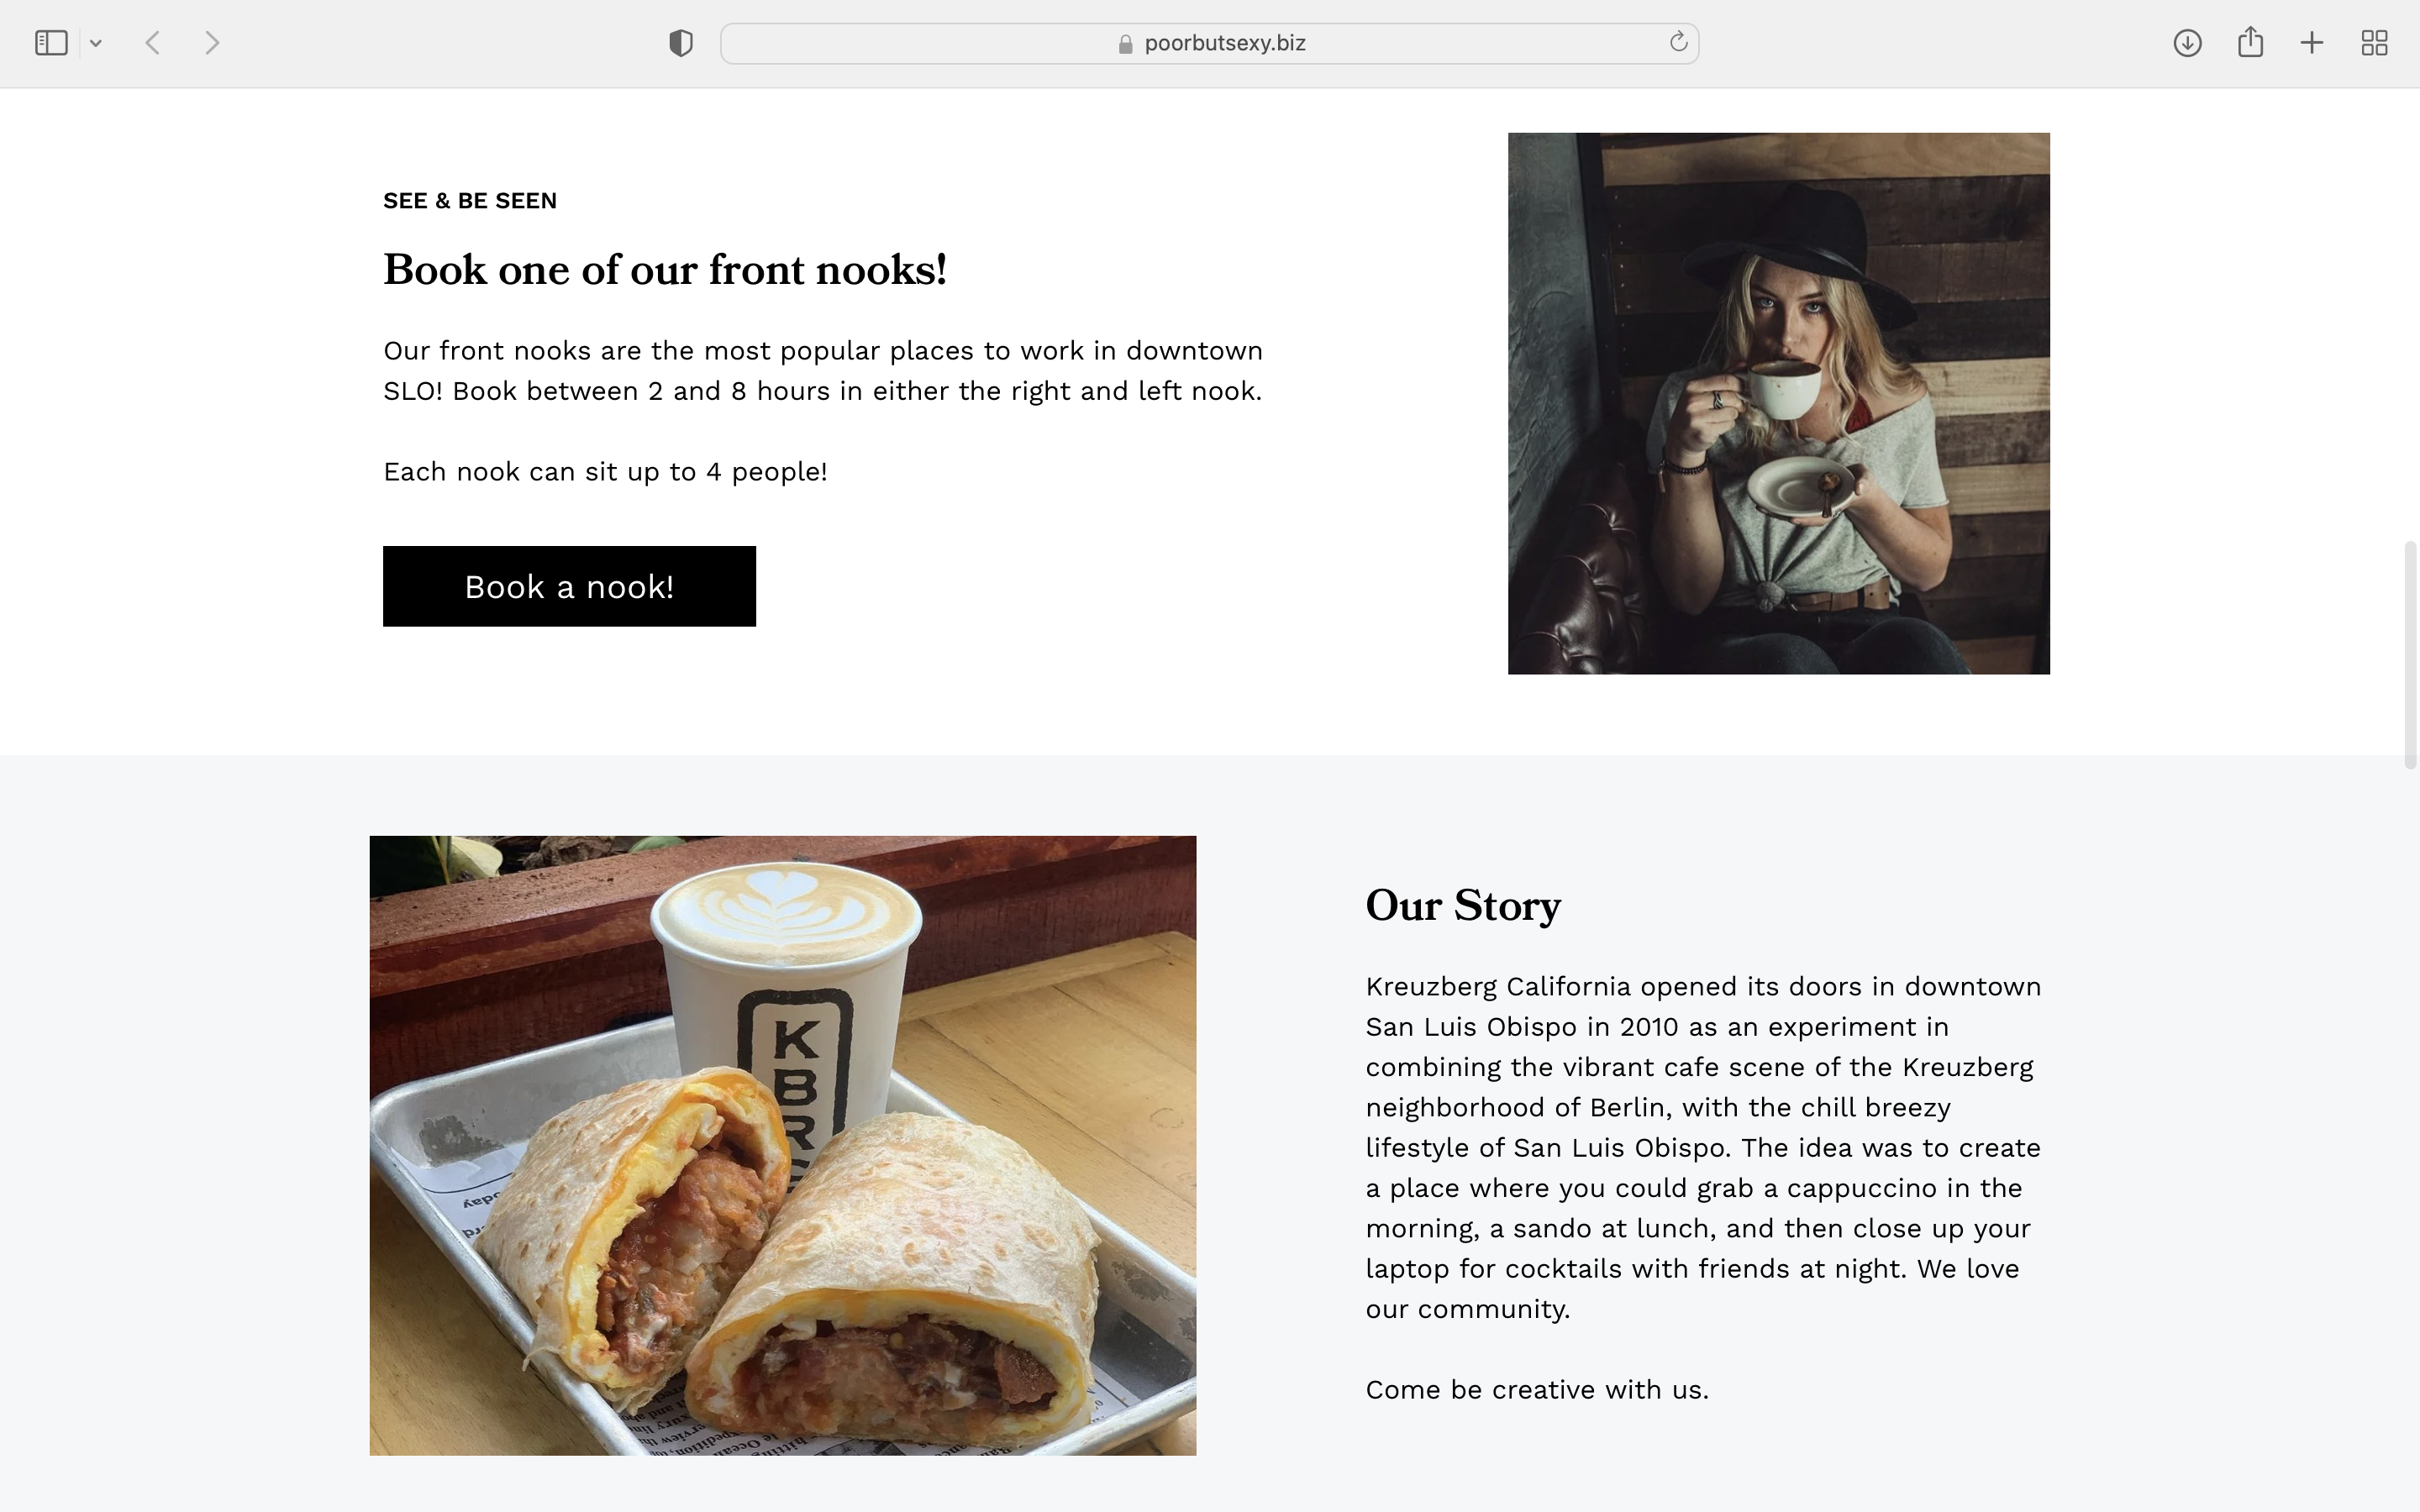 poorbutsexy.biz
SEE & BE SEEN
Book one of our front nooks!
Our front nooks are the most popular places to work in downtown
SLO! Book between 2 and 8 hours in either the right and left nook.
Each nook can sit up to 4 people!
Book a nook!
K
B
R
Our Story
Kreuzberg California opened its doors in downtown
San Luis Obispo in 2010 as an experiment in
combining the vibrant cafe scene of the Kreuzberg
neighborhood of Berlin, with the chill breezy
lifestyle of San Luis Obispo. The idea was to create
a place where you could grab a cappuccino in the
morning, a sando at lunch, and then close up your
laptop for cocktails with friends at night. We love
our community.
Come be creative with us.